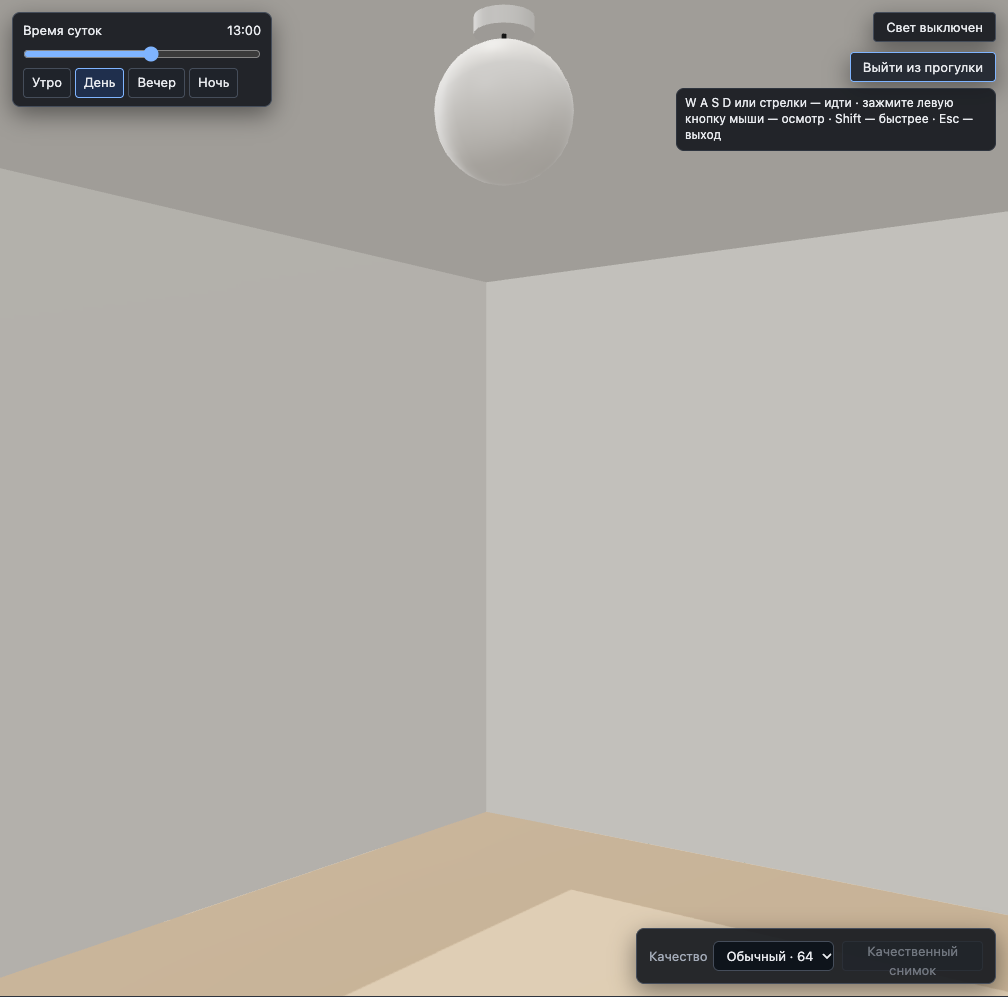 Время суток 13:00
Утро День Вечер Ночь
Свет выключен
Выйти из прогулки
W A S D или стрелки — идти · зажмите левую
кнопку мыши — осмотр · Shift — быстрее · Esc —
выход
Качество Обычный · 64 Качественный
снимок